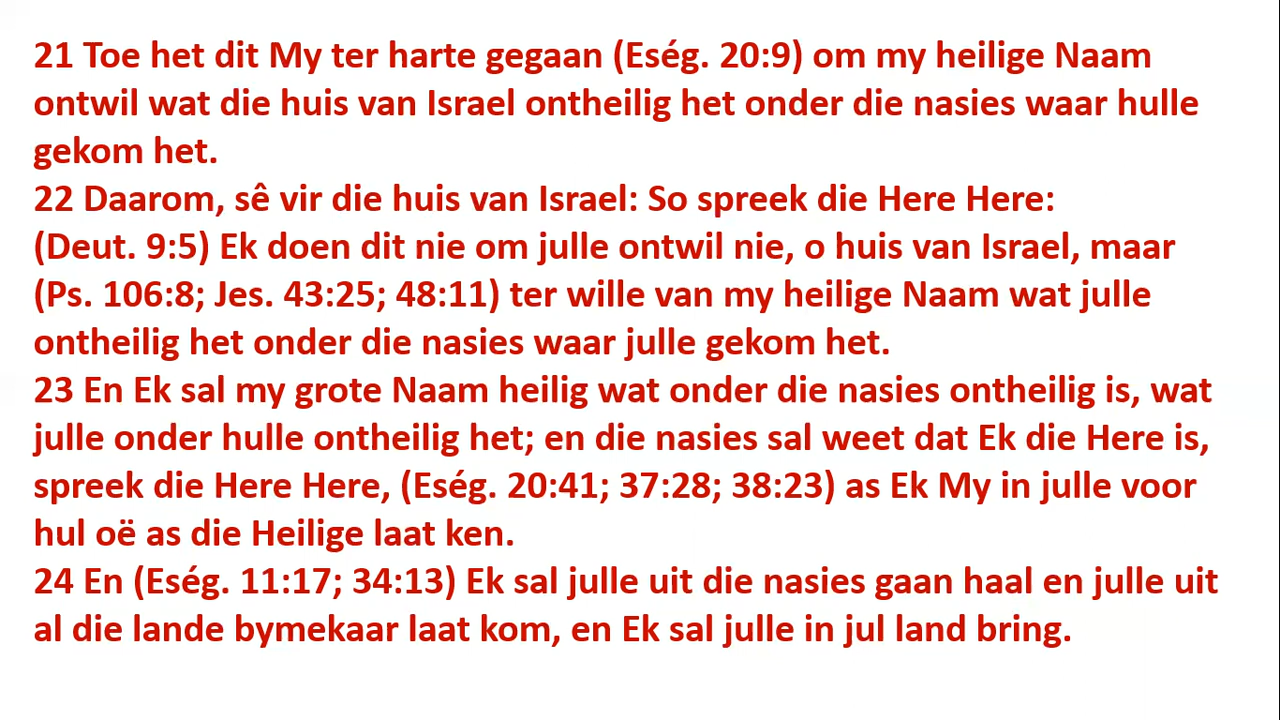 21 Toe het dit My ter harte gegaan (Eség. 20:9) om my heilige Naam
ontwil wat die huis van Israel ontheilig het onder die nasies waar hulle
gekom het.
22 Daarom, sê vir die huis van Israel: So spreek die Here Here:
(Deut. 9:5) Ek doen dit nie om julle ontwil nie, o huis van Israel, maar
(Ps. 106:8; Jes. 43:25; 48:11) ter wille van my heilige Naam wat julle
ontheilig het onder die nasies waar julle gekom het.
23 En Ek sal my grote Naam heilig wat onder die nasies ontheilig is, wat
julle onder hulle ontheilig het; en die nasies sal weet dat Ek die Here is,
spreek die Here Here, (Eség. 20:41; 37:28; 38:23) as Ek My in julle voor
hul oë as die Heilige laat ken.
24 En (Eség. 11:17; 34:13) Ek sal julle uit die nasies gaan haal en julle uit
al die lande bymekaar laat kom, en Ek sal julle in jul land bring.